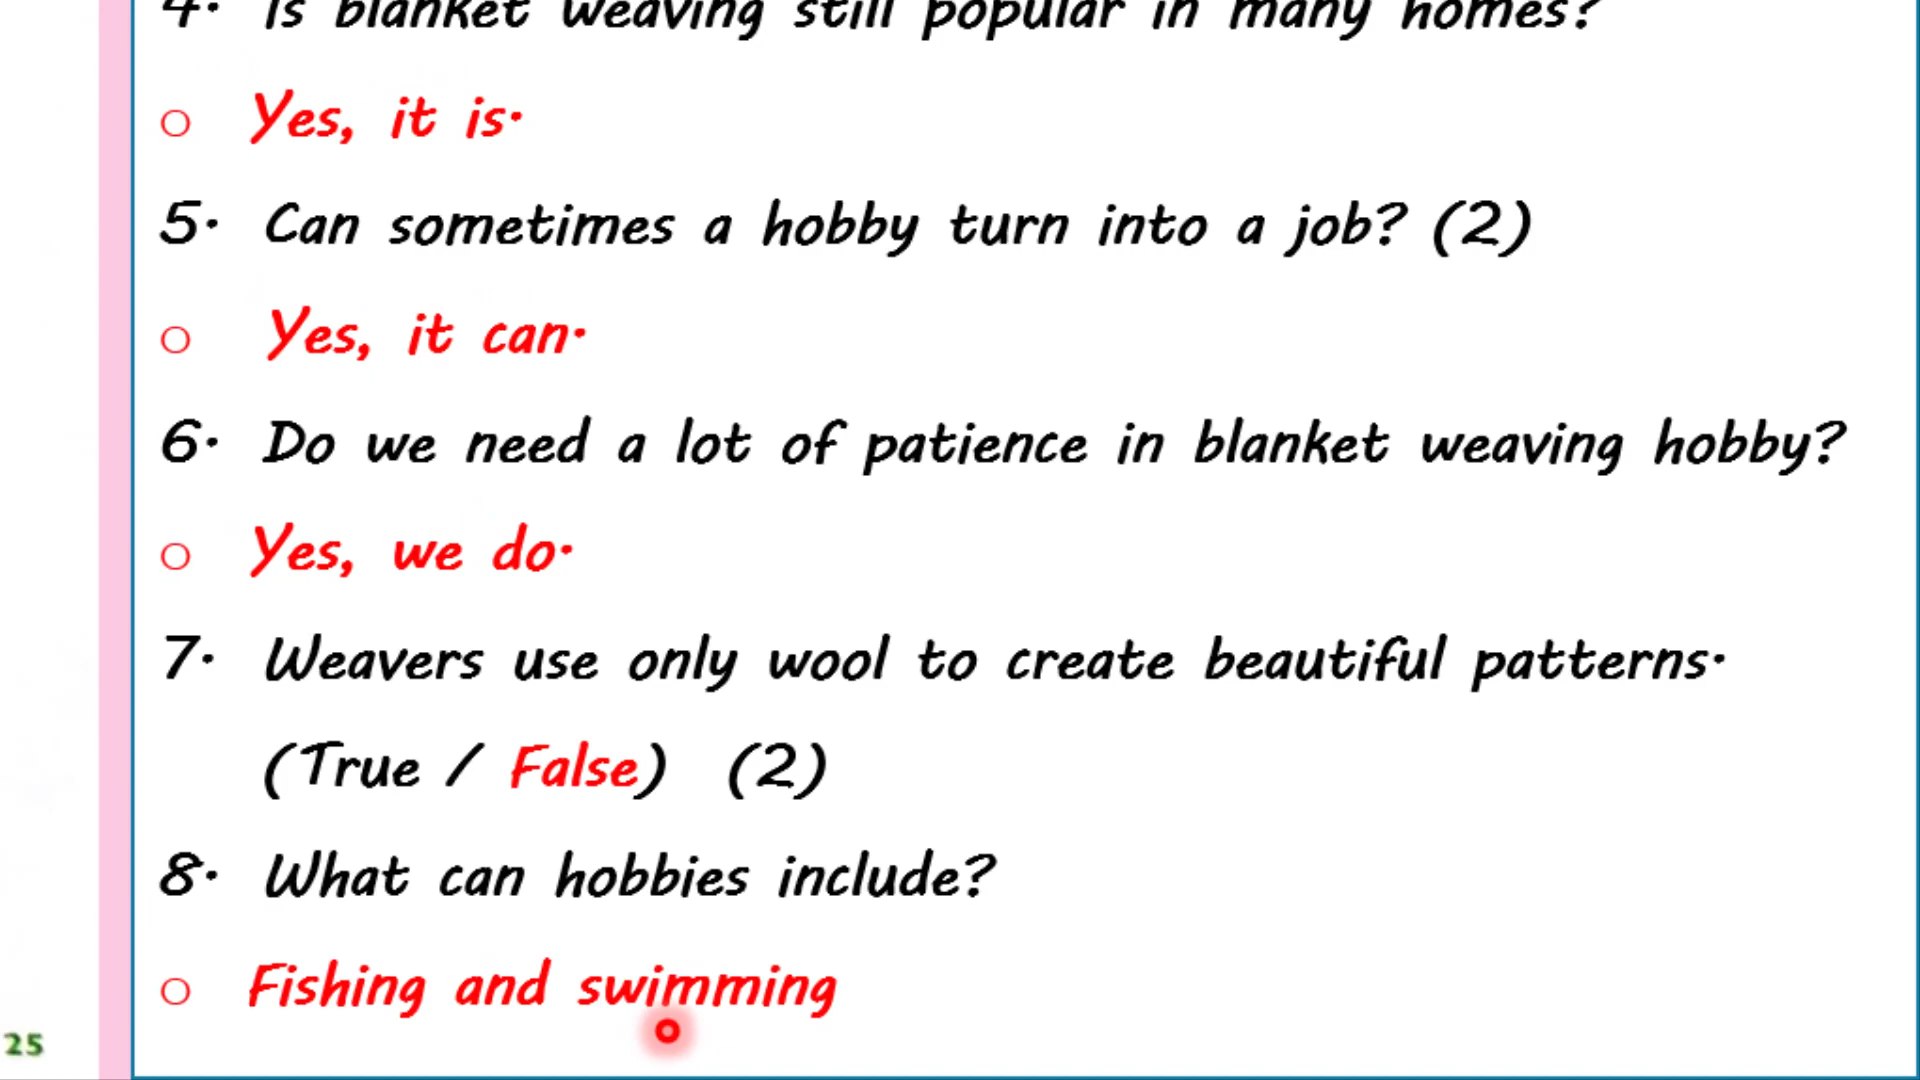 4. Is blanket weaving still popular in many homes?
○ Yes, it is.
5. Can sometimes a hobby turn into a job? (2)
○ Yes, it can.
6. Do we need a lot of patience in blanket weaving hobby?
○ Yes, we do.
7. Weavers use only wool to create beautiful patterns.
(True / False) (2)
8. What can hobbies include?
○ Fishing and swimming
25